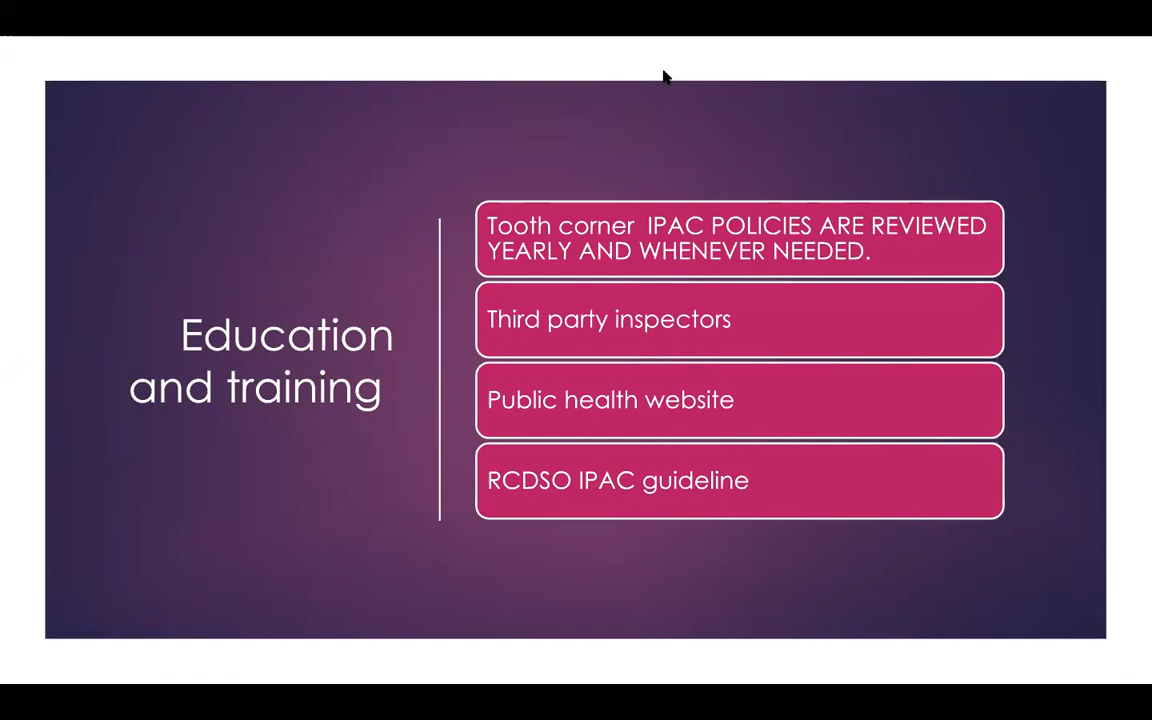 Education
and training
Tooth corner  IPAC POLICIES ARE REVIEWED
YEARLY AND WHENEVER NEEDED.
Third party inspectors
Public health website
RCDSO IPAC guideline